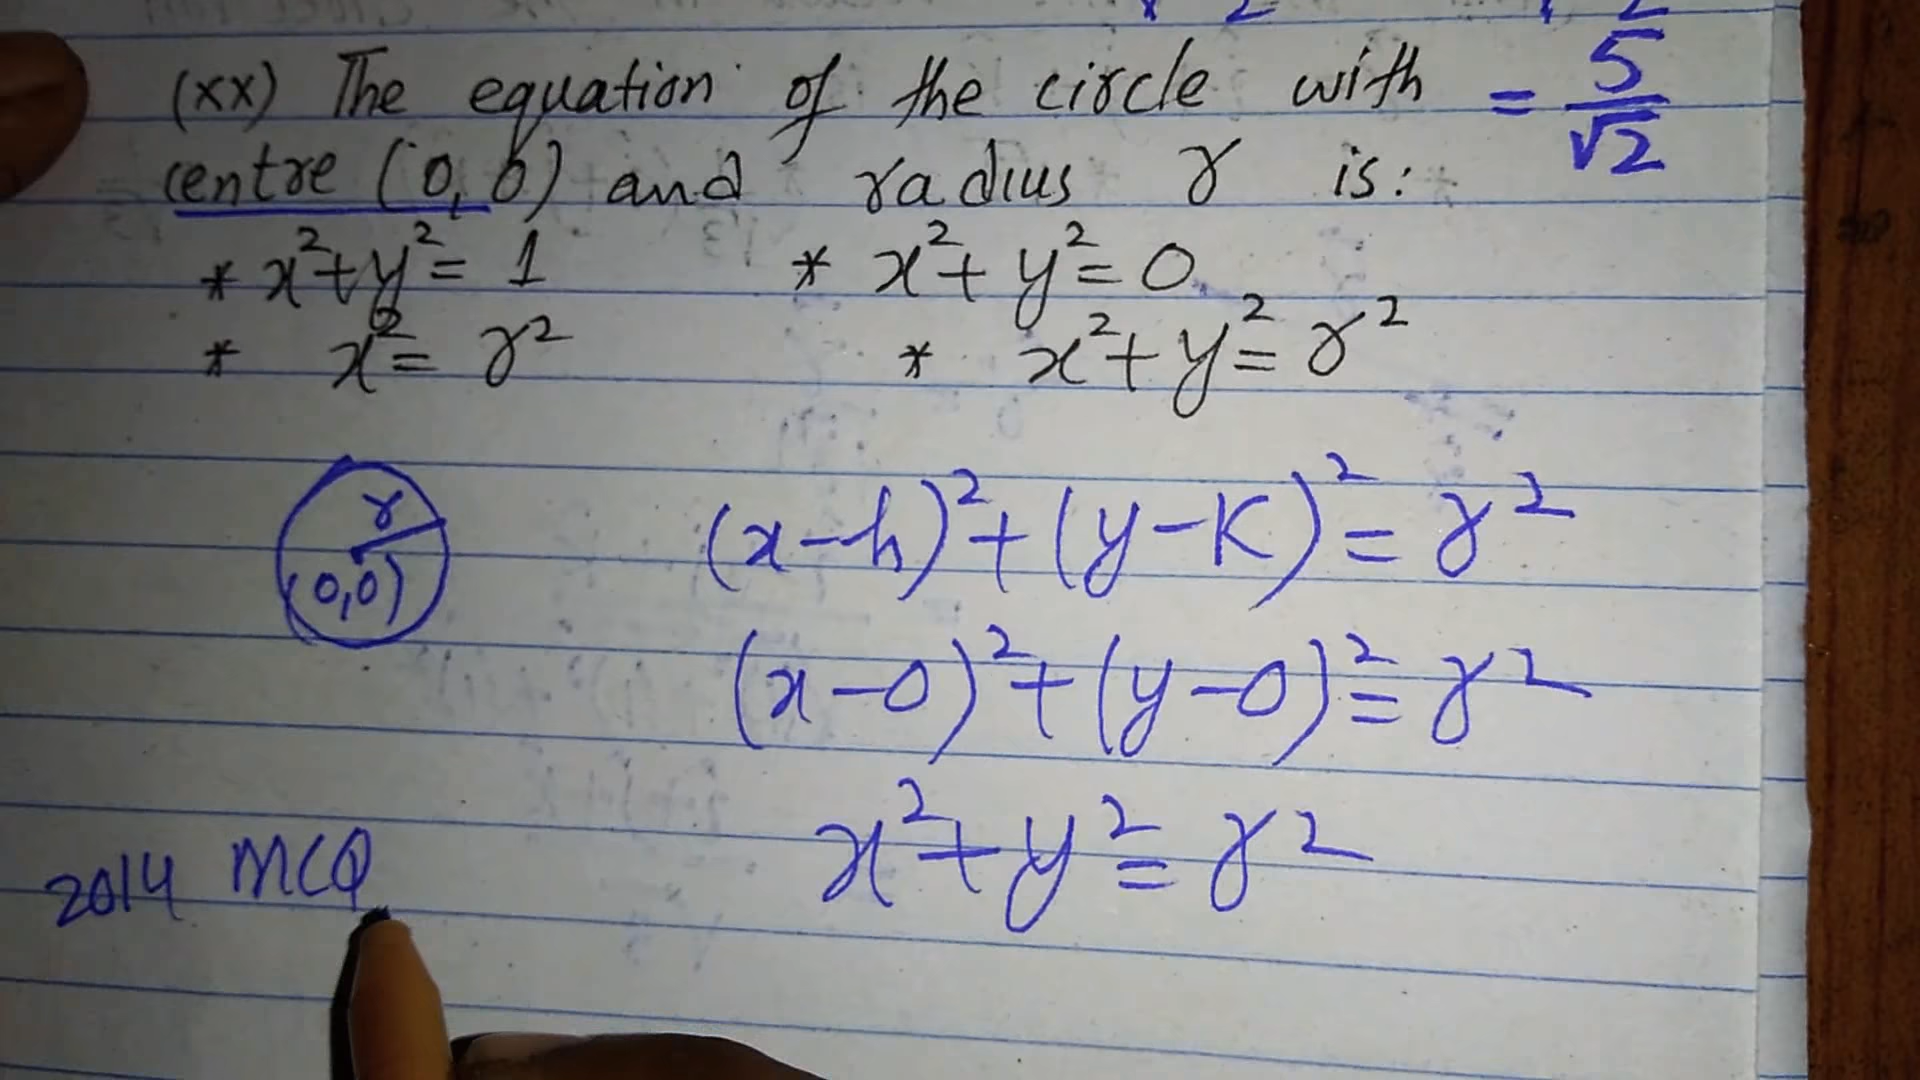 (xx) The equation of the circle with
= 5/√2
centre (0,0) and radius r is:
* x²+y²= 1 * x²+ y²= 0
* x²= r² * x²+ y²= r²
r
(0,0)
(x-h)²+(y-K)²= r²
(x-0)²+(y-0)²= r²
x²+y²= r²
2014 MCQ